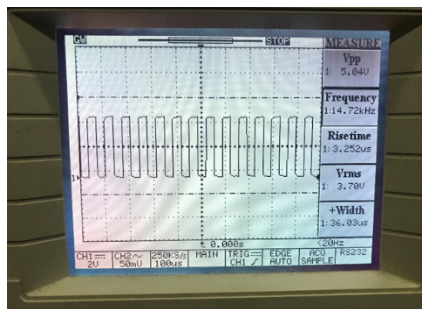 STOP
MEASURE
Vpp
1: 5.04V
Frequency
1:14.72kHz
Risetime
1:3.252us
Vrms
1: 3.70V
+Width
1:36.03us
1
t 0.000s
<20Hz
CH1 CH2 250KS/s MAIN TRIG EDGE ACQ RS232
2V 50mV 100us CH1 AUTO SAMPLE